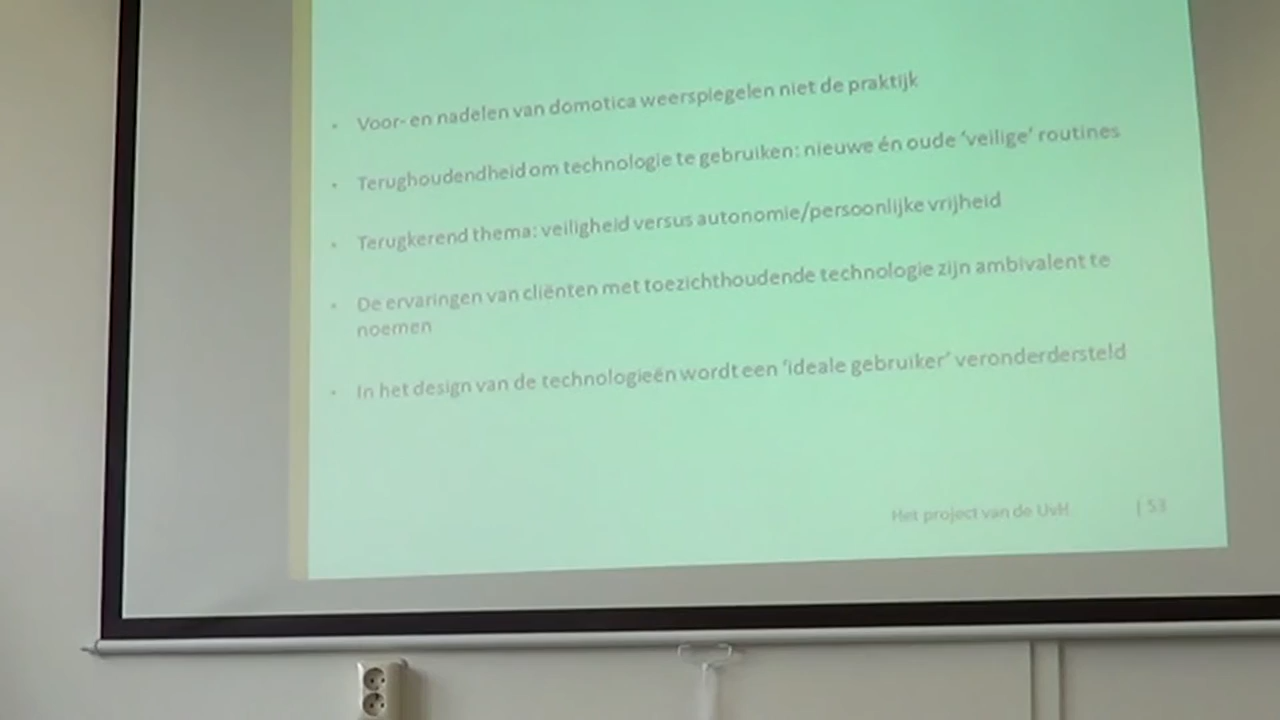 Voor- en nadelen van domotica weerspiegelen niet de praktijk
Terughoudendheid om technologie te gebruiken: nieuwe én oude ‘veilige’ routines
Terugkerend thema: veiligheid versus autonomie/persoonlijke vrijheid
De ervaringen van cliënten met toezichthoudende technologie zijn ambivalent te
noemen
In het design van de technologieën wordt een ‘ideale gebruiker’ veronderdersteld
Het project van de UvH | 53